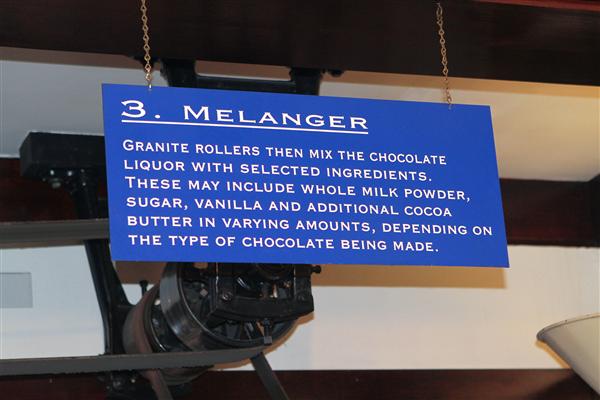 3. MELANGER
GRANITE ROLLERS THEN MIX THE CHOCOLATE
LIQUOR WITH SELECTED INGREDIENTS.
THESE MAY INCLUDE WHOLE MILK POWDER,
SUGAR, VANILLA AND ADDITIONAL COCOA
BUTTER IN VARYING AMOUNTS, DEPENDING ON
THE TYPE OF CHOCOLATE BEING MADE.